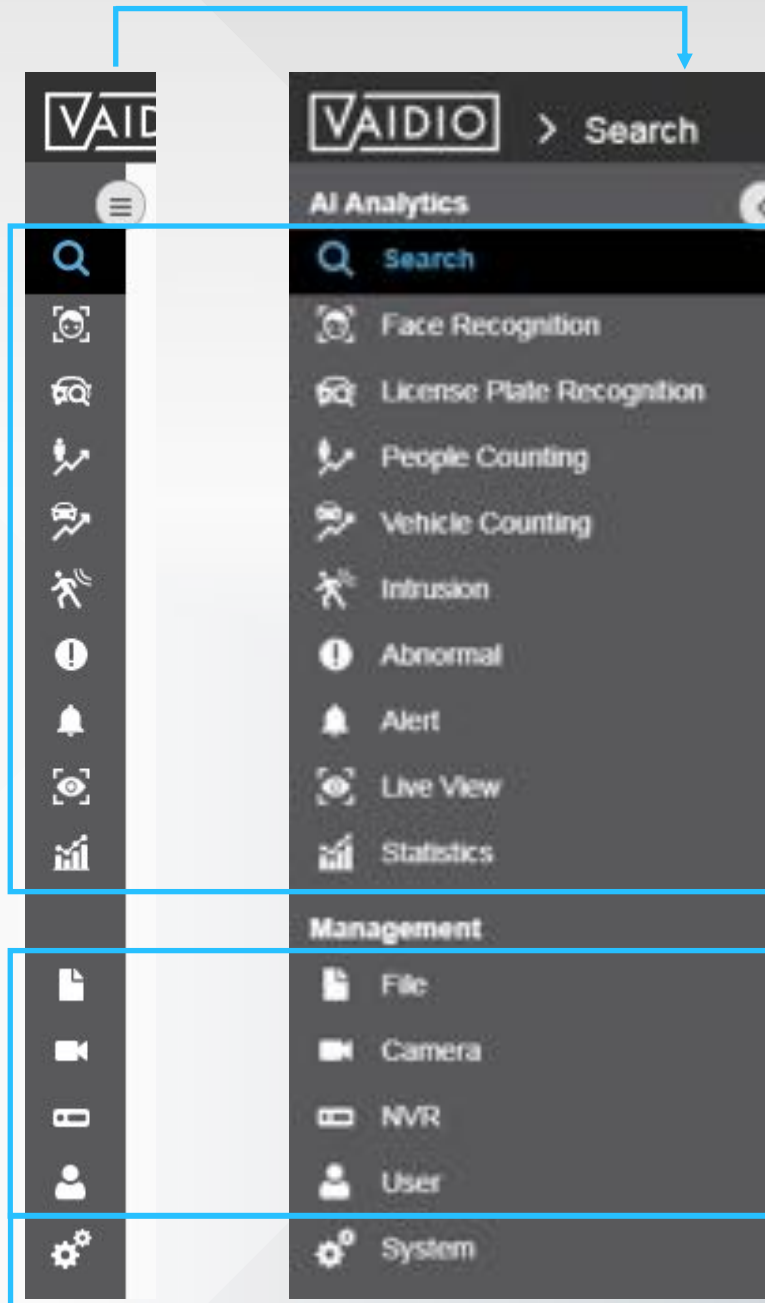 VAID
VAIDIO > Search
AI Analytics
Search
Face Recognition
License Plate Recognition
People Counting
Vehicle Counting
Intrusion
Abnormal
Alert
Live View
Statistics
Management
File
Camera
NVR
User
System